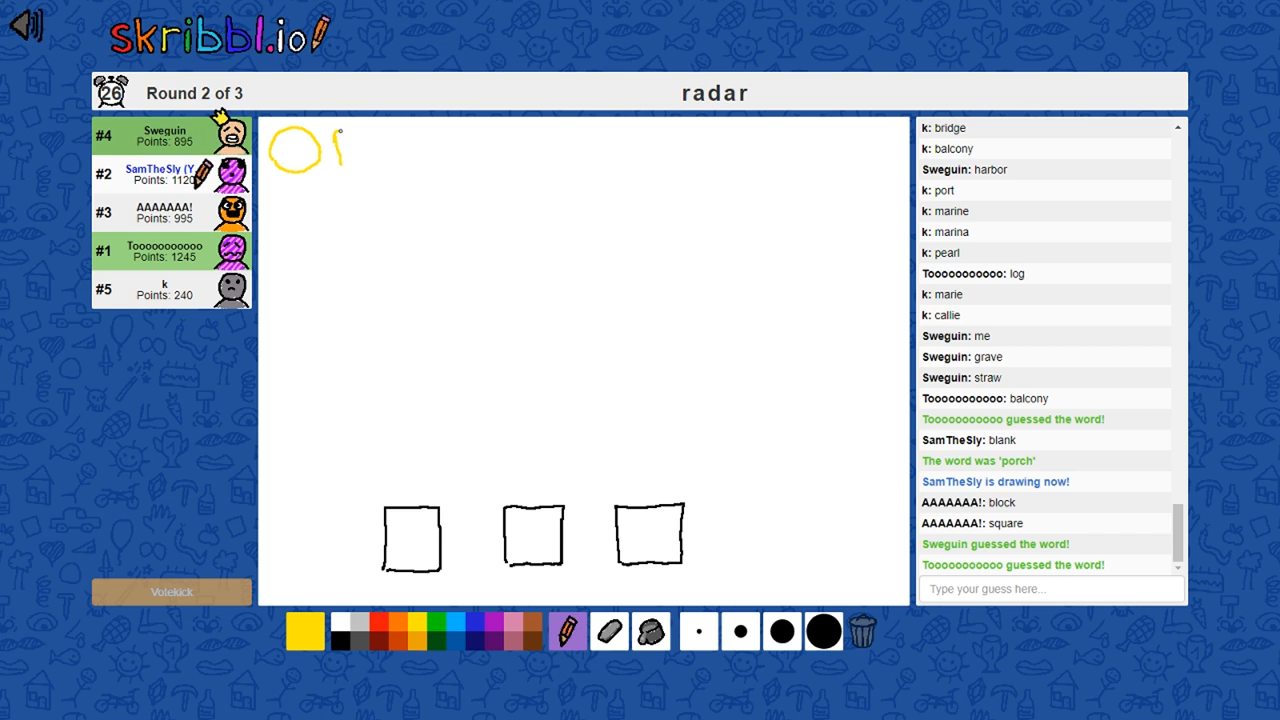 skribbl.io
26
Round 2 of 3
radar
#4
Sweguin
Points: 895
#2
SamTheSly (Y
Points: 1120
#3
AAAAAAA!
Points: 995
#1
Tooooooooooo
Points: 1245
#5
k
Points: 240
Votekick
k: bridge
k: balcony
Sweguin: harbor
k: port
k: marine
k: marina
k: pearl
Tooooooooooo: log
k: marie
k: callie
Sweguin: me
Sweguin: grave
Sweguin: straw
Tooooooooooo: balcony
Tooooooooooo guessed the word!
SamTheSly: blank
The word was 'porch'
SamTheSly is drawing now!
AAAAAAA!: block
AAAAAAA!: square
Sweguin guessed the word!
Tooooooooooo guessed the word!
Type your guess here...